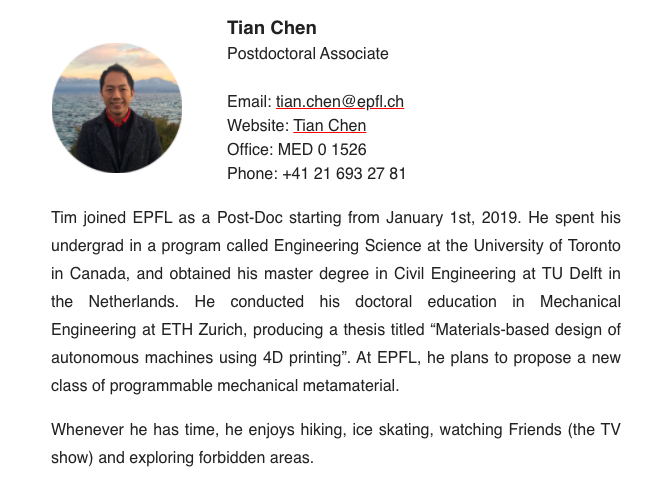 Tian Chen
Postdoctoral Associate
Email: tian.chen@epfl.ch
Website: Tian Chen
Office: MED 0 1526
Phone: +41 21 693 27 81
Tim joined EPFL as a Post-Doc starting from January 1st, 2019. He spent his
undergrad in a program called Engineering Science at the University of Toronto
in Canada, and obtained his master degree in Civil Engineering at TU Delft in
the Netherlands. He conducted his doctoral education in Mechanical
Engineering at ETH Zurich, producing a thesis titled “Materials-based design of
autonomous machines using 4D printing”. At EPFL, he plans to propose a new
class of programmable mechanical metamaterial.
Whenever he has time, he enjoys hiking, ice skating, watching Friends (the TV
show) and exploring forbidden areas.